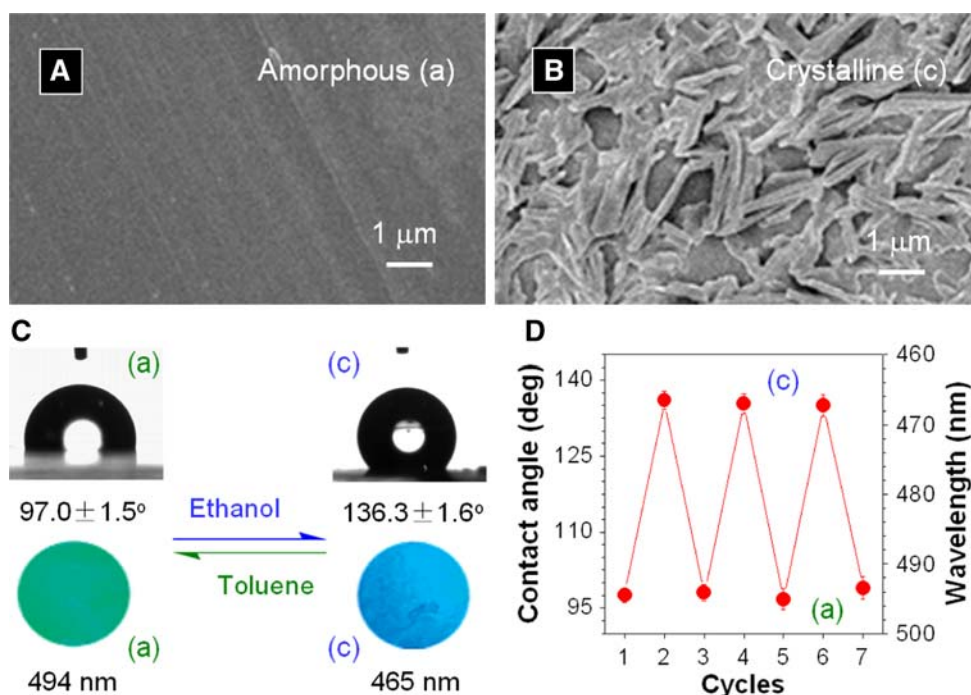 A
Amorphous (a)
1 μm
B
Crystalline (c)
1 μm
C
(a)
(c)
97.0±1.5º
Ethanol
136.3±1.6º
Toluene
(a)
(c)
494 nm
465 nm
D
Contact angle (deg)
140
125
110
95
(c)
(a)
460
470
480
490
500
Wavelength (nm)
1 2 3 4 5 6 7
Cycles